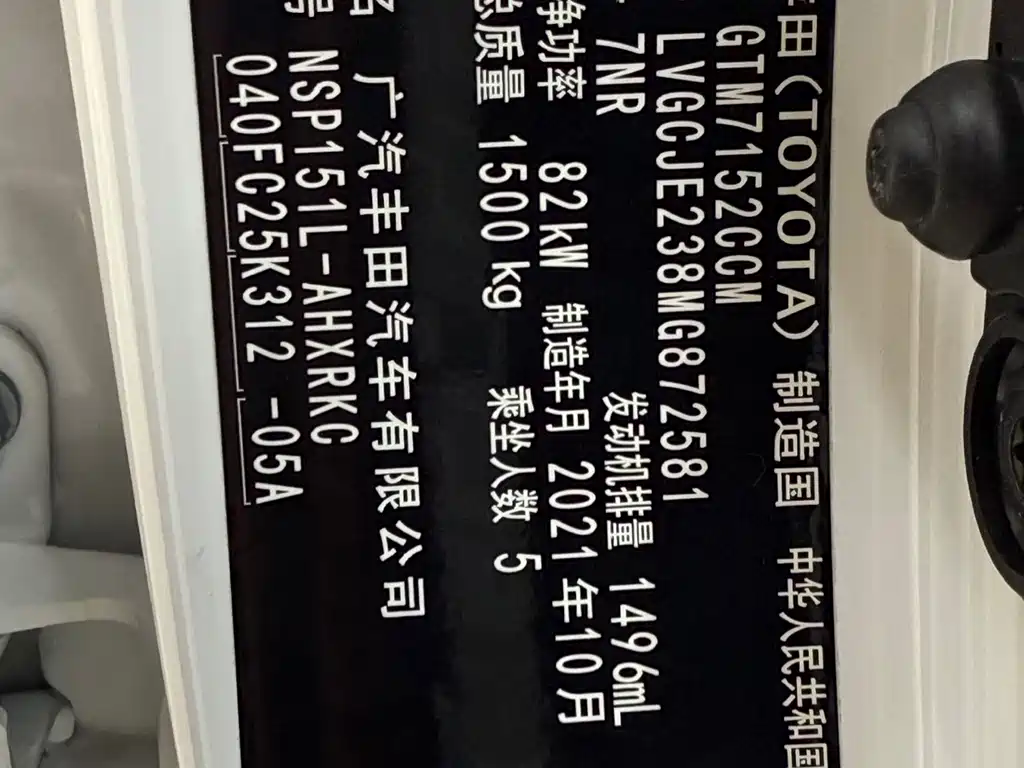 丰田(TOYOTA) 制造国 中华人民共和国
GTM7152CCM
LVGCJE238MG872581
7NR 发动机排量 1496mL
净功率 82kW 制造年月 2021年10月
总质量 1500kg 乘坐人数 5
名 广汽丰田汽车有限公司
号 NSP151L-AHXRKC
040FC25K312 -05A